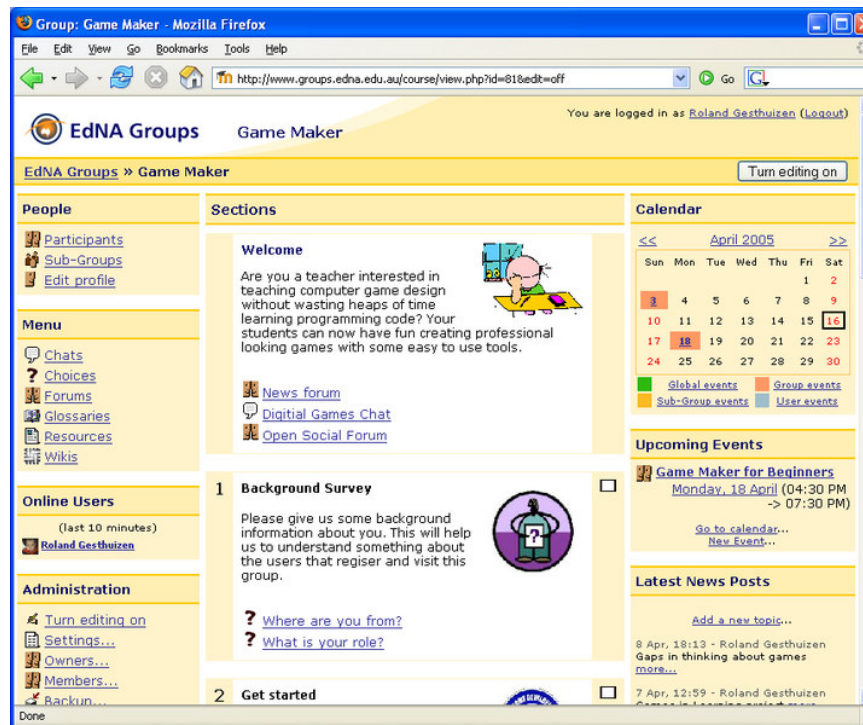 Group: Game Maker - Mozilla Firefox
File Edit View Go Bookmarks Tools Help
http://www.groups.edna.edu.au/course/view.php?id=81&edit=off
Go
G
You are logged in as Roland Gesthuizen (Logout)
EdNA Groups
Game Maker
EdNA Groups » Game Maker
Turn editing on
People
Participants
Sub-Groups
Edit profile
Menu
Chats
? Choices
Forums
Glossaries
Resources
Wikis
Online Users
(last 10 minutes)
Roland Gesthuizen
Administration
Turn editing on
Settings...
Owners...
Members...
Backup...
Sections
Welcome
Are you a teacher interested in
teaching computer game design
without wasting heaps of time
learning programming code? Your
students can now have fun creating professional
looking games with some easy to use tools.
News forum
Digitial Games Chat
Open Social Forum
1 Background Survey
Please give us some background
information about you. This will help
us to understand something about
the users that regiser and visit this
group.
?
? Where are you from?
? What is your role?
2 Get started
Calendar
<< April 2005 >>
Sun Mon Tue Wed Thu Fri Sat
1 2
3 4 5 6 7 8 9
10 11 12 13 14 15 16
17 18 19 20 21 22 23
24 25 26 27 28 29 30
Global events Group events
Sub-Group events User events
Upcoming Events
Game Maker for Beginners
Monday, 18 April (04:30 PM
-> 07:30 PM)
Go to calendar...
New Event...
Latest News Posts
Add a new topic...
8 Apr, 18:13 - Roland Gesthuizen
Gaps in thinking about games
more...
7 Apr, 12:59 - Roland Gesthuizen
Games in Learning project more...
Done